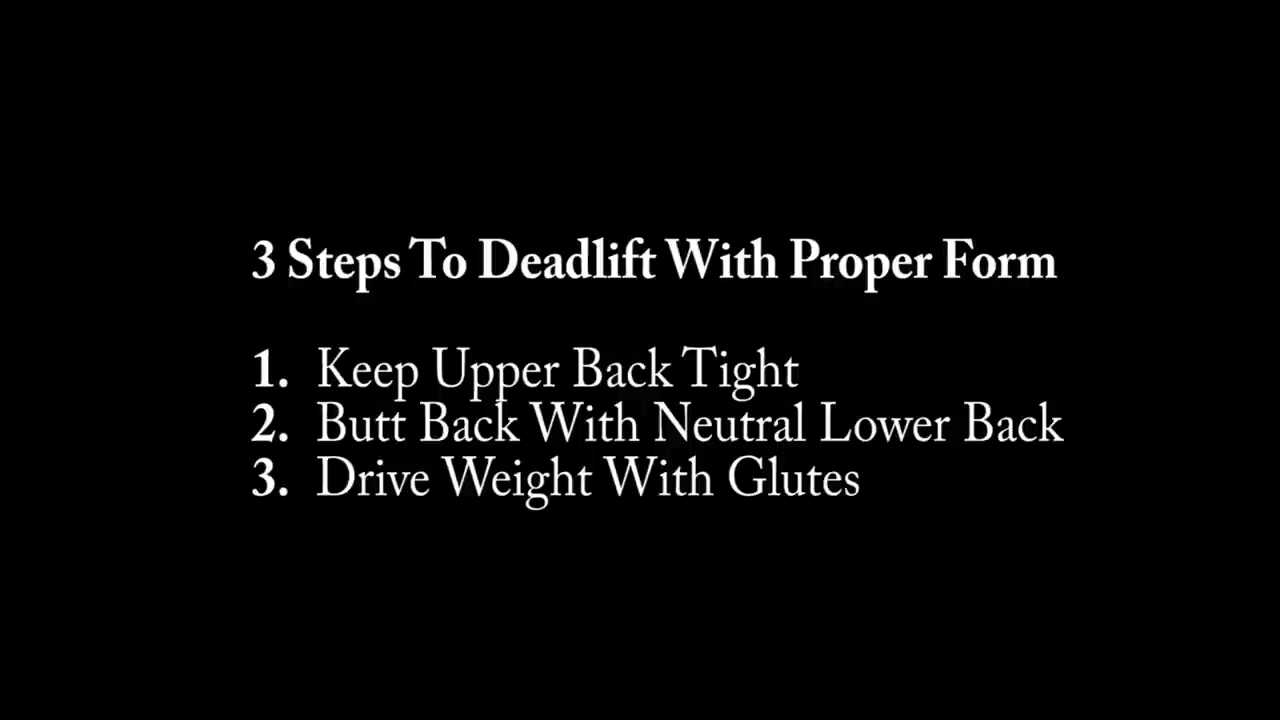 3 Steps To Deadlift With Proper Form
1. Keep Upper Back Tight
2. Butt Back With Neutral Lower Back
3. Drive Weight With Glutes